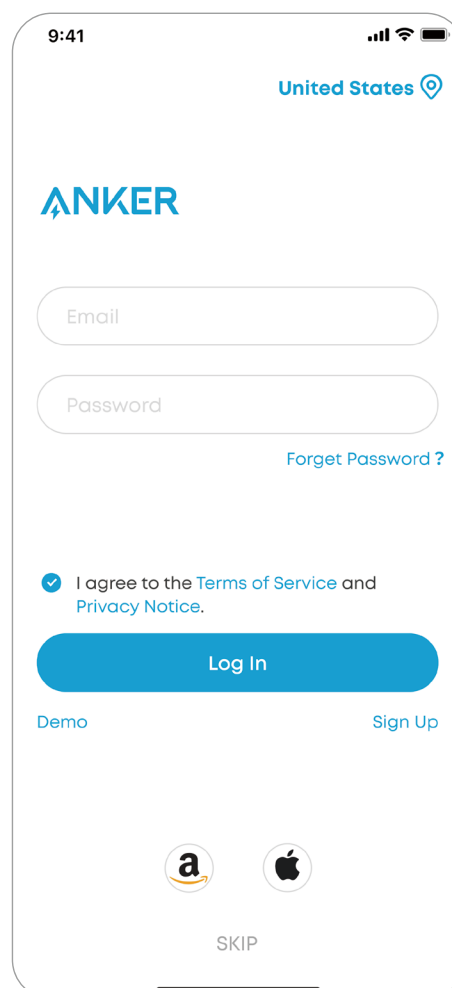 9:41
United States
ANKER
Email
Password
Forget Password ?
I agree to the Terms of Service and
Privacy Notice.
Log In
Demo
Sign Up
a
SKIP